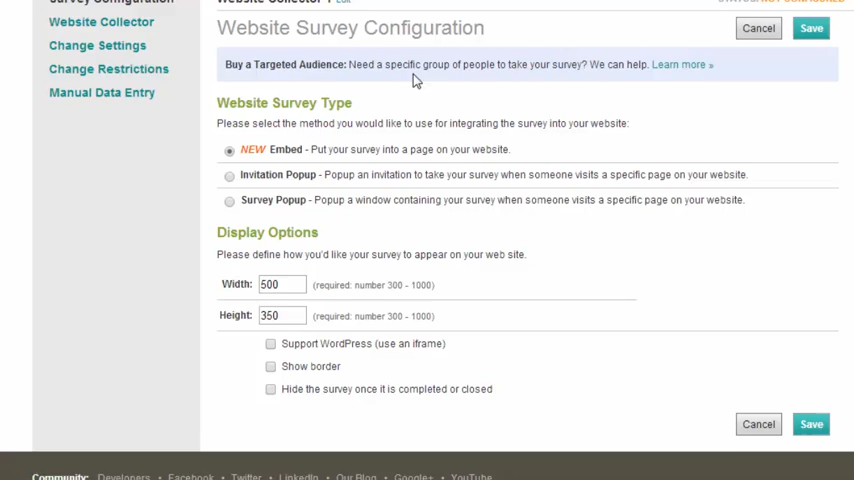 Survey Configuration
Website Collector
Change Settings
Change Restrictions
Manual Data Entry
Website Collector | Edit
Website Survey Configuration
Cancel
Save
Buy a Targeted Audience: Need a specific group of people to take your survey? We can help. Learn more »
Website Survey Type
Please select the method you would like to use for integrating the survey into your website:
NEW Embed - Put your survey into a page on your website.
Invitation Popup - Popup an invitation to take your survey when someone visits a specific page on your website.
Survey Popup - Popup a window containing your survey when someone visits a specific page on your website.
Display Options
Please define how you'd like your survey to appear on your web site.
Width: 500 (required: number 300 - 1000)
Height: 350 (required: number 300 - 1000)
Support WordPress (use an iframe)
Show border
Hide the survey once it is completed or closed
Cancel
Save
Community: Developers • Facebook • Twitter • LinkedIn • Our Blog • Google+ • YouTube